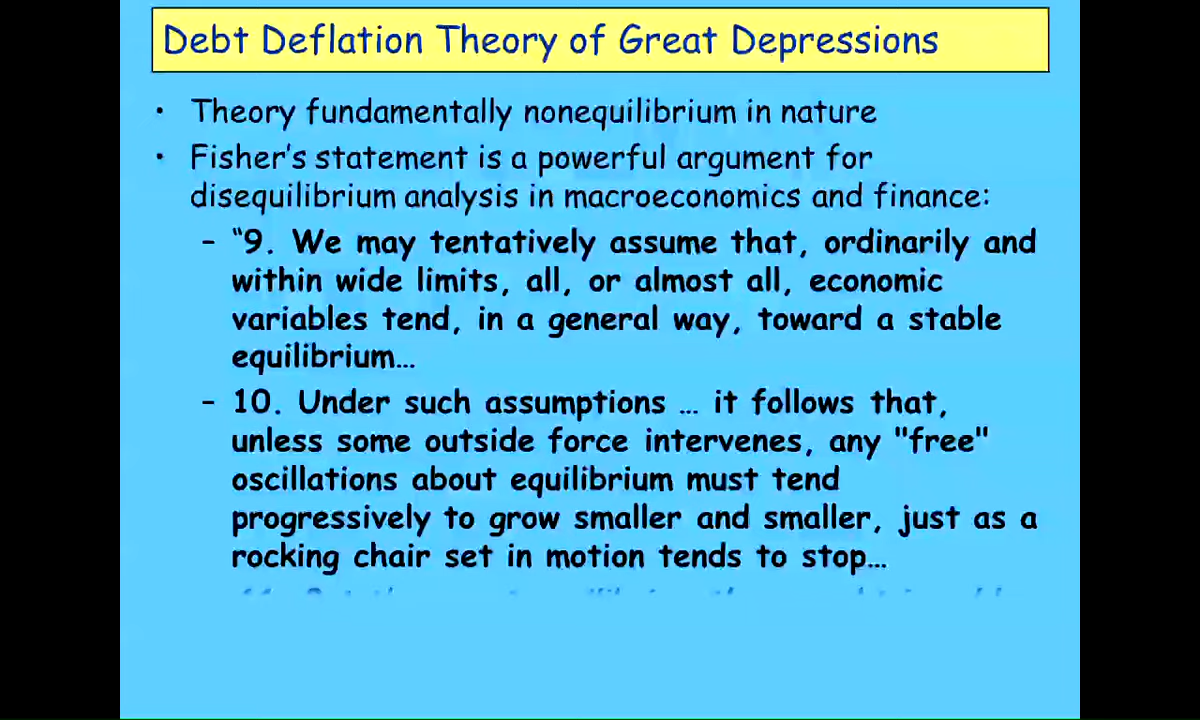 Debt Deflation Theory of Great Depressions
• Theory fundamentally nonequilibrium in nature
• Fisher's statement is a powerful argument for
disequilibrium analysis in macroeconomics and finance:
– "9. We may tentatively assume that, ordinarily and
within wide limits, all, or almost all, economic
variables tend, in a general way, toward a stable
equilibrium…
– 10. Under such assumptions … it follows that,
unless some outside force intervenes, any "free"
oscillations about equilibrium must tend
progressively to grow smaller and smaller, just as a
rocking chair set in motion tends to stop…